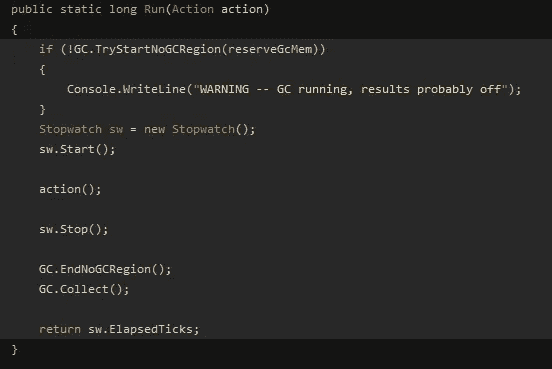 public static long Run(Action action)
{
    if (!GC.TryStartNoGCRegion(reserveGcMem))
    {
        Console.WriteLine("WARNING -- GC running, results probably off");
    }
    Stopwatch sw = new Stopwatch();
    sw.Start();

    action();

    sw.Stop();

    GC.EndNoGCRegion();
    GC.Collect();

    return sw.ElapsedTicks;
}